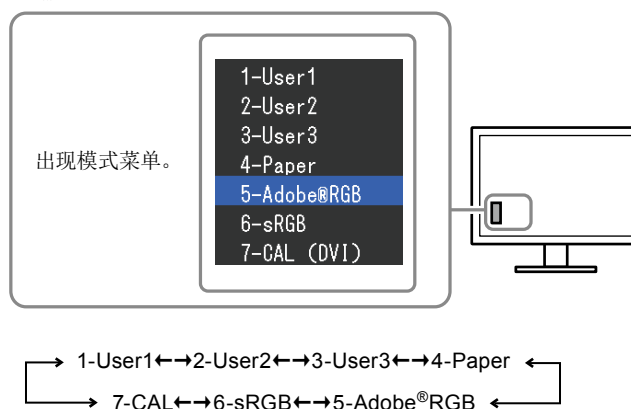 出现模式菜单。
1-User1
2-User2
3-User3
4-Paper
5-Adobe®RGB
6-sRGB
7-CAL (DVI)
1-User1←→2-User2←→3-User3←→4-Paper
7-CAL←→6-sRGB←→5-Adobe®RGB